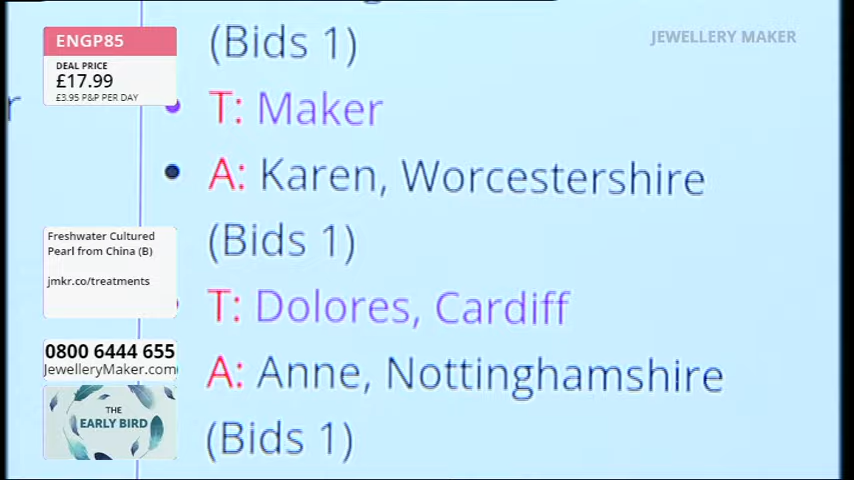 ENGP85
DEAL PRICE
£17.99
£3.95 P&P PER DAY
JEWELLERY MAKER
(Bids 1)
T: Maker
A: Karen, Worcestershire
(Bids 1)
Freshwater Cultured
Pearl from China (B)
jmkr.co/treatments
T: Dolores, Cardiff
0800 6444 655
JewelleryMaker.com
A: Anne, Nottinghamshire
(Bids 1)
THE
EARLY BIRD